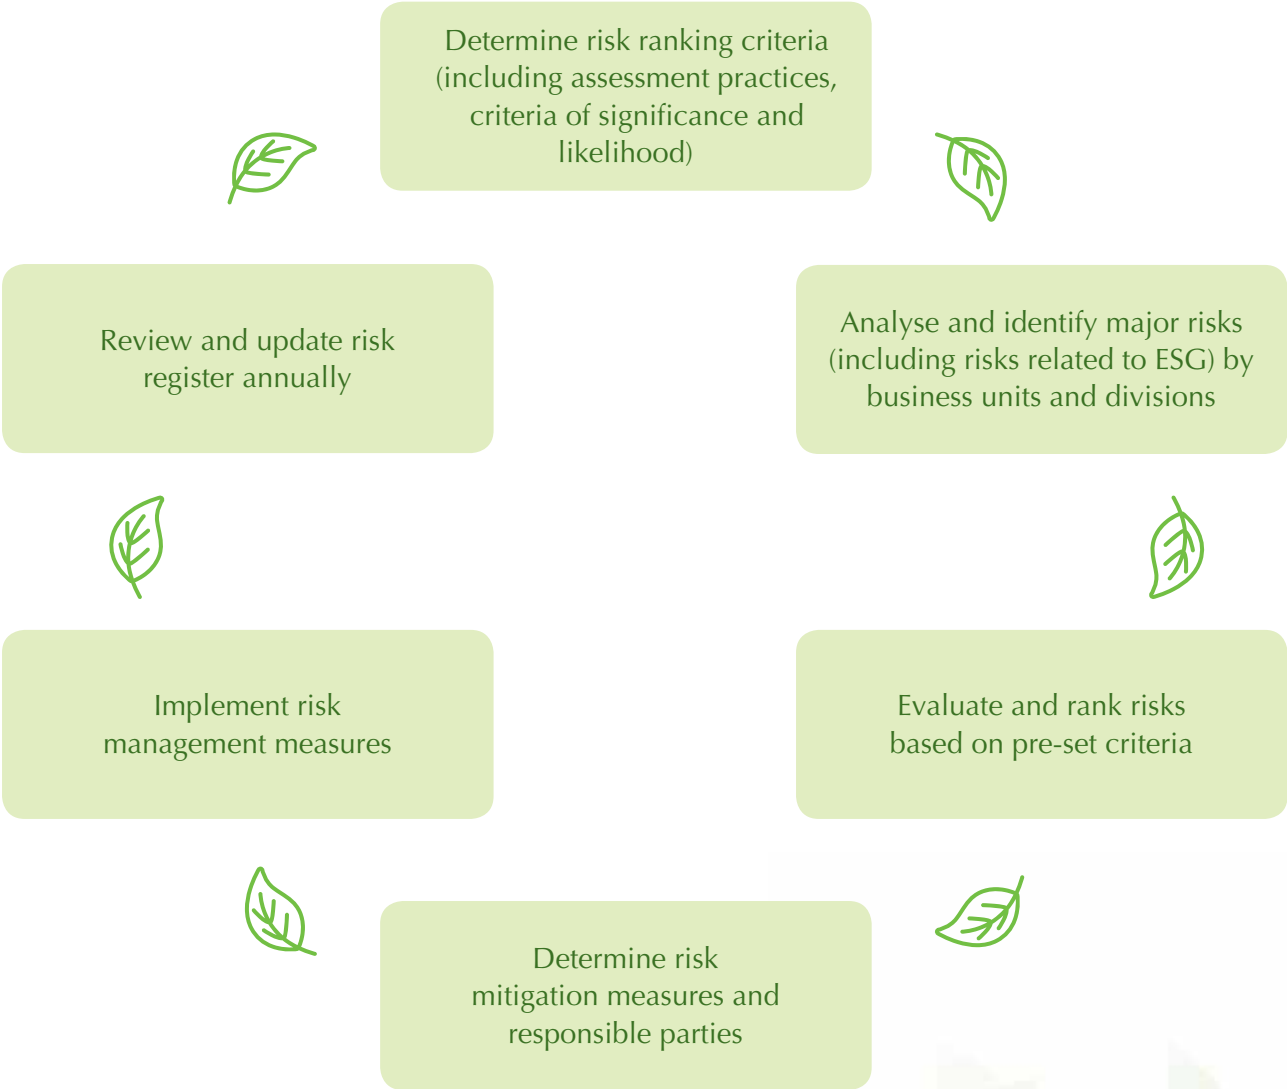 Determine risk ranking criteria
(including assessment practices,
criteria of significance and
likelihood)
Analyse and identify major risks
(including risks related to ESG) by
business units and divisions
Evaluate and rank risks
based on pre-set criteria
Determine risk
mitigation measures and
responsible parties
Implement risk
management measures
Review and update risk
register annually